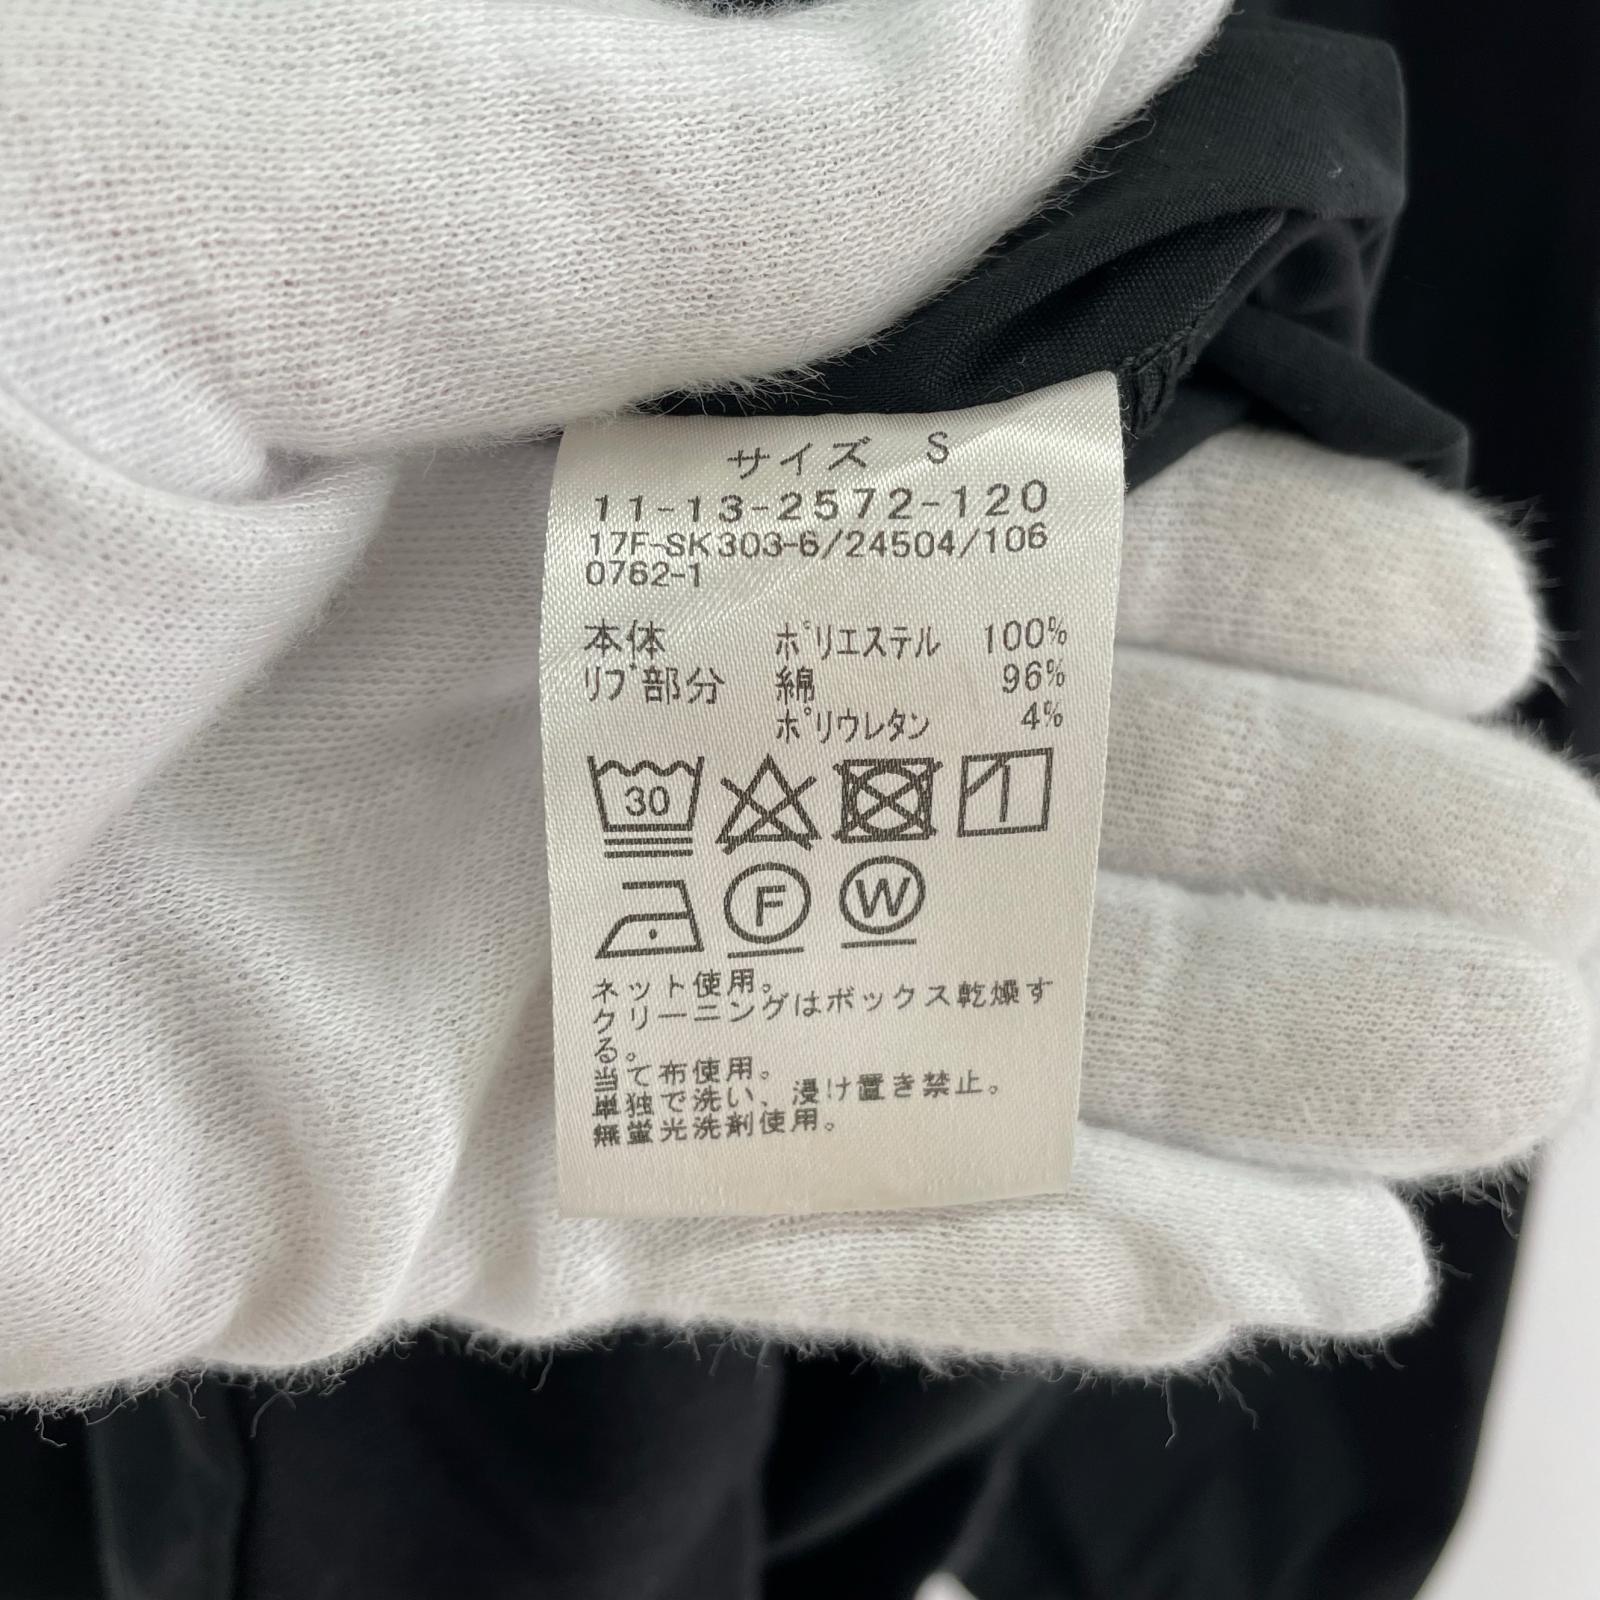 サイズ S
11-13-2572-120
17F-SK303-6/24504/106
0762-1
本体 ポリエステル 100%
リブ部分 綿 96%
ポリウレタン 4%
30
F W
ネット使用。
クリーニングはボックス乾燥す
る。
当て布使用。
単独で洗い、浸け置き禁止。
無蛍光洗剤使用。